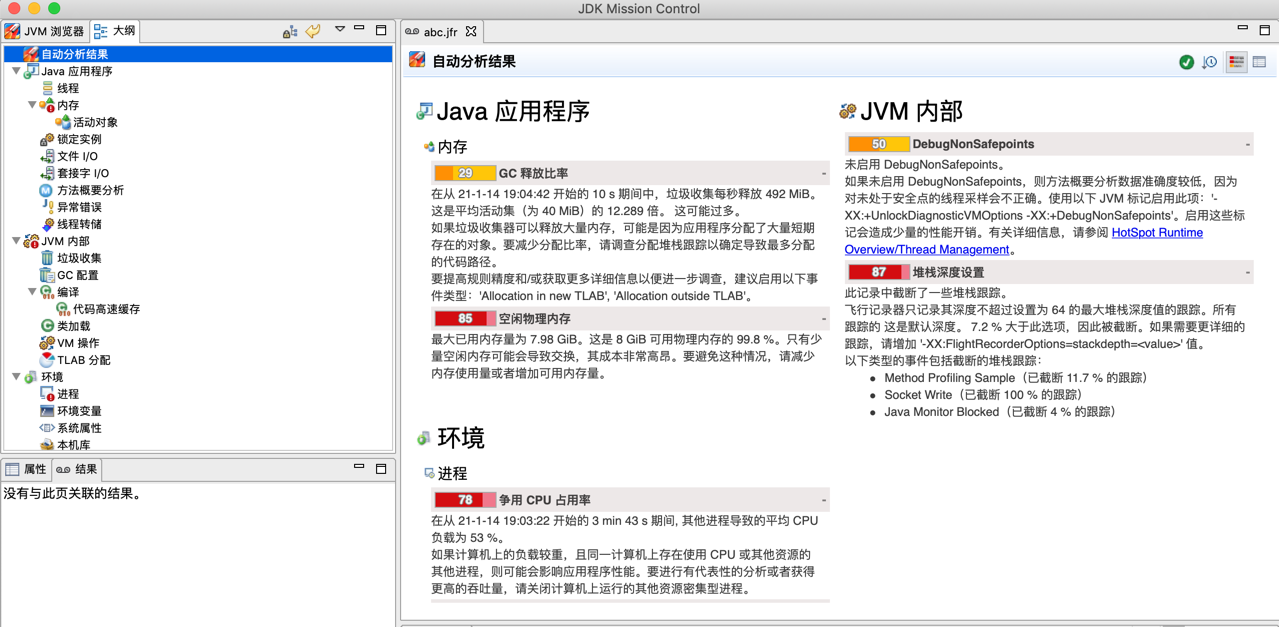 JDK Mission Control
JVM 浏览器
大纲
自动分析结果
Java 应用程序
线程
内存
活动对象
锁定实例
文件 I/O
套接字 I/O
方法概要分析
异常错误
线程转储
JVM 内部
垃圾收集
GC 配置
编译
代码高速缓存
类加载
VM 操作
TLAB 分配
环境
进程
环境变量
系统属性
本机库
属性
结果
没有与此页关联的结果。
abc.jfr
自动分析结果
Java 应用程序
内存
29 GC 释放比率 -
在从 21-1-14 19:04:42 开始的 10 s 期间中，垃圾收集每秒释放 492 MiB。
这是平均活动集（为 40 MiB）的 12.289 倍。 这可能过多。
如果垃圾收集器可以释放大量内存，可能是因为应用程序分配了大量短期
存在的对象。要减少分配比率，请调查分配堆栈跟踪以确定导致最多分配
的代码路径。
要提高规则精度和/或获取更多详细信息以便进一步调查，建议启用以下事
件类型：'Allocation in new TLAB', 'Allocation outside TLAB'。
85 空闲物理内存 -
最大已用内存量为 7.98 GiB。这是 8 GiB 可用物理内存的 99.8 %。只有少
量空闲内存可能会导致交换，其成本非常高昂。要避免这种情况，请减少
内存使用量或者增加可用内存量。
环境
进程
78 争用 CPU 占用率 -
在从 21-1-14 19:03:22 开始的 3 min 43 s 期间, 其他进程导致的平均 CPU
负载为 53 %。
如果计算机上的负载较重，且同一计算机上存在使用 CPU 或其他资源的
其他进程，则可能会影响应用程序性能。要进行有代表性的分析或者获得
更高的吞吐量，请关闭计算机上运行的其他资源密集型进程。
JVM 内部
50 DebugNonSafepoints -
未启用 DebugNonSafepoints。
如果未启用 DebugNonSafepoints，则方法概要分析数据准确度较低，因为
对未处于安全点的线程采样会不正确。使用以下 JVM 标记启用此项：'-
XX:+UnlockDiagnosticVMOptions -XX:+DebugNonSafepoints'。启用这些标
记会造成少量的性能开销。有关详细信息，请参阅 HotSpot Runtime
Overview/Thread Management。
87 堆栈深度设置 -
此记录中截断了一些堆栈跟踪。
飞行记录器只记录其深度不超过设置为 64 的最大堆栈深度值的跟踪。所有
跟踪的 这是默认深度。 7.2 % 大于此选项，因此被截断。如果需要更详细的
跟踪，请增加 '-XX:FlightRecorderOptions=stackdepth=<value>' 值。
以下类型的事件包括截断的堆栈跟踪：
● Method Profiling Sample（已截断 11.7 % 的跟踪）
● Socket Write（已截断 100 % 的跟踪）
● Java Monitor Blocked（已截断 4 % 的跟踪）